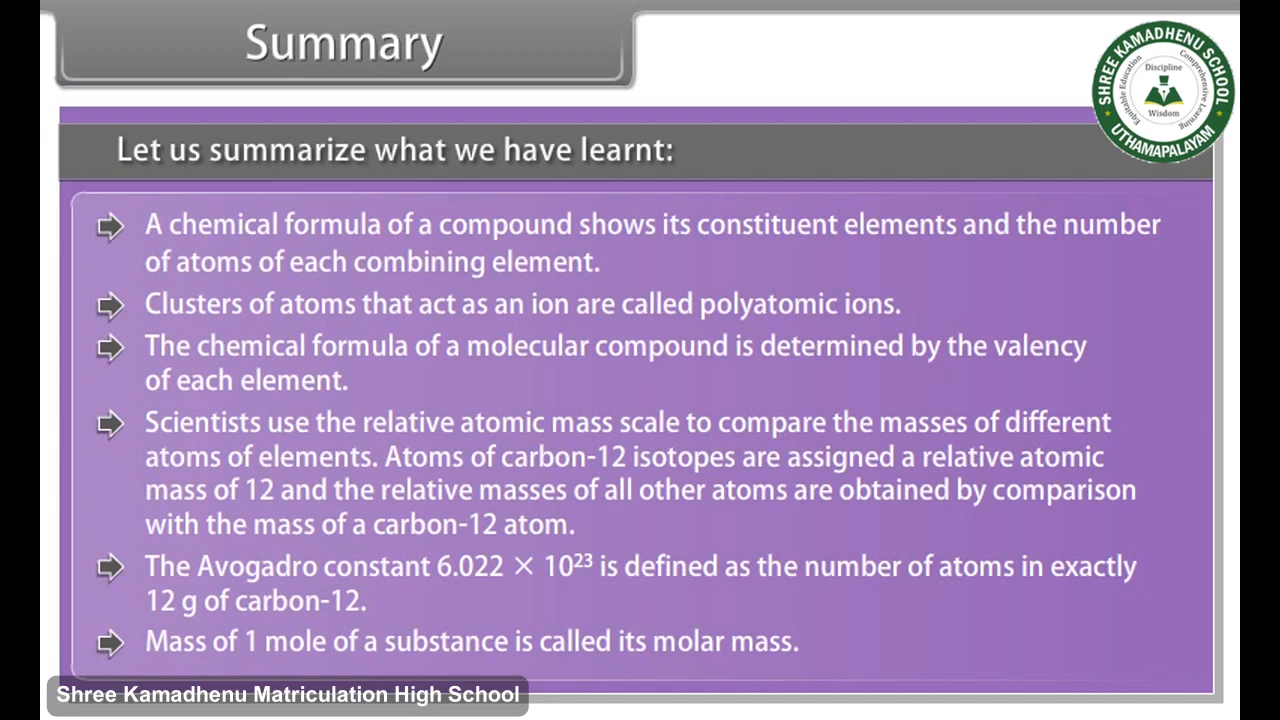 Summary
SHREE KAMADHENU SCHOOL
Equitable Education
Discipline
Comprehensive Learning
Wisdom
UTHAMAPALAYAM
Let us summarize what we have learnt:
A chemical formula of a compound shows its constituent elements and the number
of atoms of each combining element.
Clusters of atoms that act as an ion are called polyatomic ions.
The chemical formula of a molecular compound is determined by the valency
of each element.
Scientists use the relative atomic mass scale to compare the masses of different
atoms of elements. Atoms of carbon-12 isotopes are assigned a relative atomic
mass of 12 and the relative masses of all other atoms are obtained by comparison
with the mass of a carbon-12 atom.
The Avogadro constant 6.022 × 10²³ is defined as the number of atoms in exactly
12 g of carbon-12.
Mass of 1 mole of a substance is called its molar mass.
Shree Kamadhenu Matriculation High School